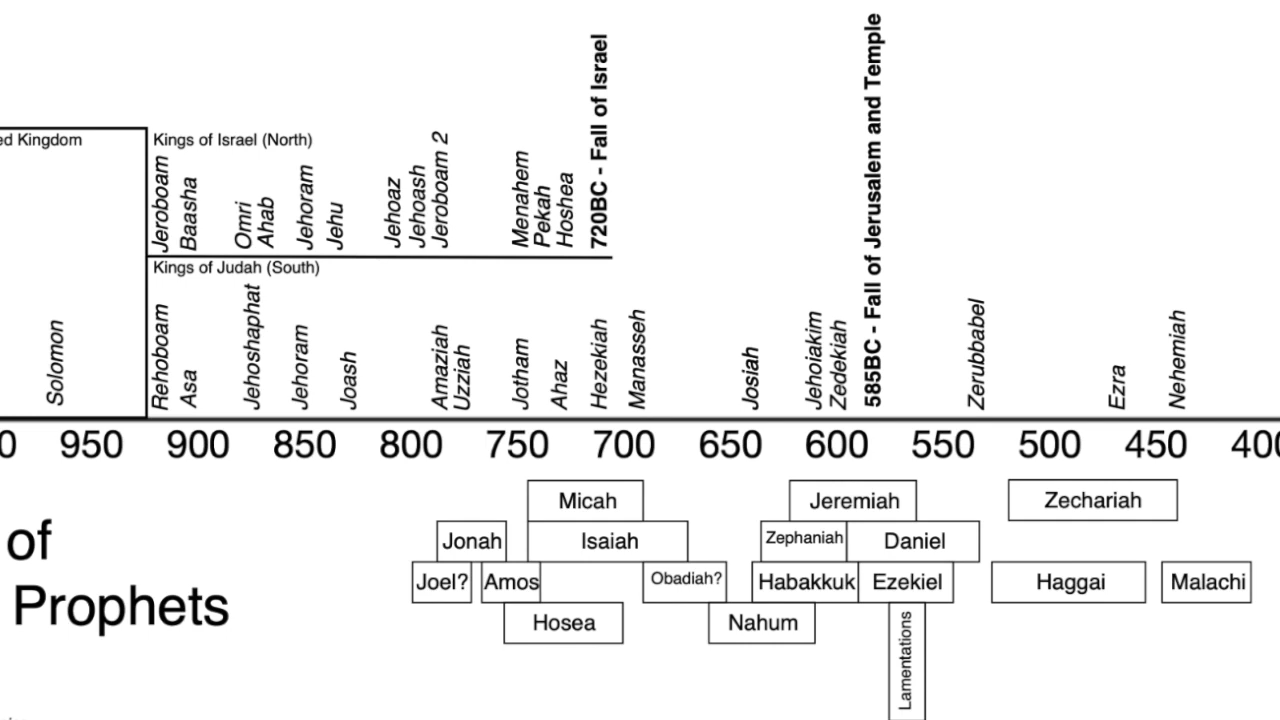 ed Kingdom
Kings of Israel (North)
Jeroboam
Baasha
Omri
Ahab
Jehoram
Jehu
Jehoaz
Jehoash
Jeroboam 2
Menahem
Pekah
Hoshea
720BC - Fall of Israel
585BC - Fall of Jerusalem and Temple
Kings of Judah (South)
Solomon
Rehoboam
Asa
Jehoshaphat
Jehoram
Joash
Amaziah
Uzziah
Jotham
Ahaz
Hezekiah
Manasseh
Josiah
Jehoiakim
Zedekiah
Zerubbabel
Ezra
Nehemiah
0 950 900 850 800 750 700 650 600 550 500 450 400
Micah Jeremiah Zechariah
of
Jonah Isaiah Zephaniah Daniel
Joel? Amos Obadiah? Habakkuk Ezekiel Haggai Malachi
Prophets
Hosea Nahum
Lamentations